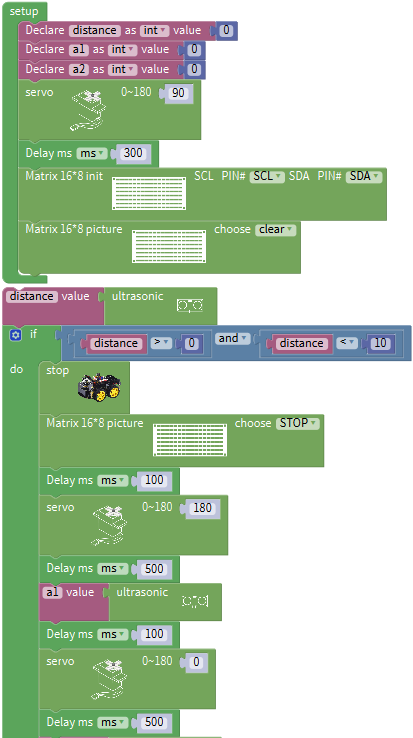 setup
Declare distance as int value 0
Declare a1 as int value 0
Declare a2 as int value 0
servo 0~180 90
Delay ms ms 300
Matrix 16*8 init SCL PIN# SCL SDA PIN# SDA
Matrix 16*8 picture choose clear
distance value ultrasonic
if distance > 0 and distance < 10
do stop
Matrix 16*8 picture choose STOP
Delay ms ms 100
servo 0~180 180
Delay ms ms 500
a1 value ultrasonic
Delay ms ms 100
servo 0~180 0
Delay ms ms 500